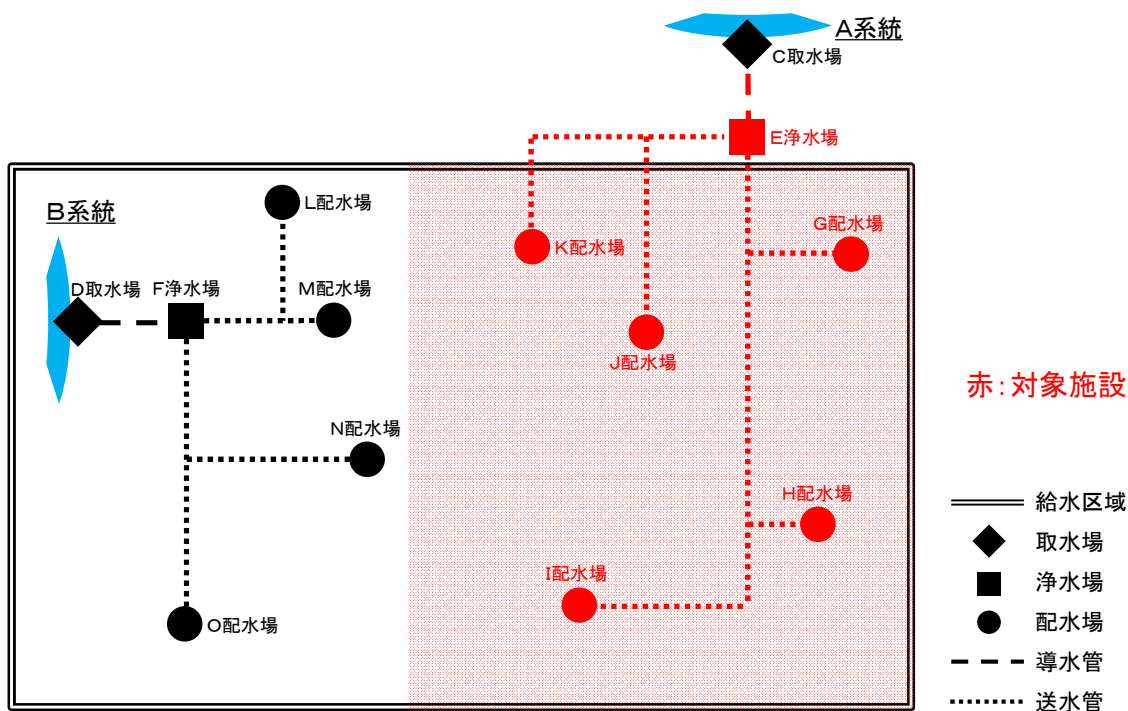 A系統
C取水場
E浄水場
B系統
L配水場
G配水場
K配水場
D取水場
F浄水場
M配水場
J配水場
赤：対象施設
N配水場
H配水場
給水区域
取水場
I配水場
浄水場
O配水場
配水場
導水管
送水管